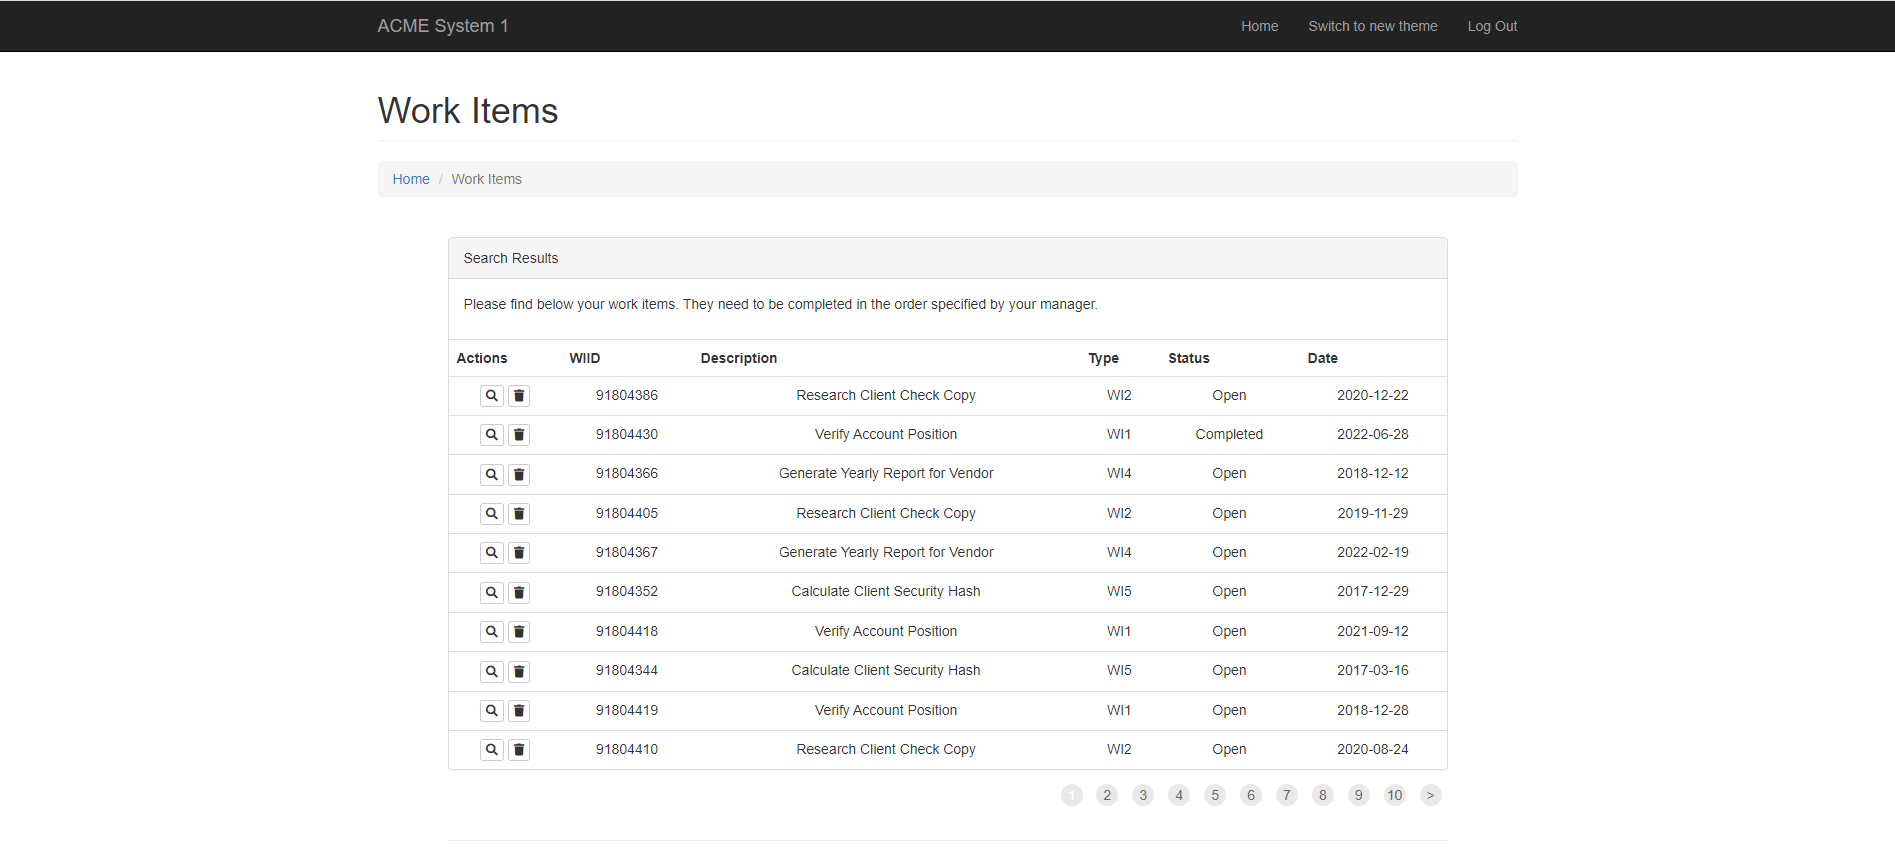 ACME System 1 Home Switch to new theme Log Out
Work Items
Home / Work Items
Search Results
Please find below your work items. They need to be completed in the order specified by your manager.
Actions WIID Description Type Status Date
91804386 Research Client Check Copy WI2 Open 2020-12-22
91804430 Verify Account Position WI1 Completed 2022-06-28
91804366 Generate Yearly Report for Vendor WI4 Open 2018-12-12
91804405 Research Client Check Copy WI2 Open 2019-11-29
91804367 Generate Yearly Report for Vendor WI4 Open 2022-02-19
91804352 Calculate Client Security Hash WI5 Open 2017-12-29
91804418 Verify Account Position WI1 Open 2021-09-12
91804344 Calculate Client Security Hash WI5 Open 2017-03-16
91804419 Verify Account Position WI1 Open 2018-12-28
91804410 Research Client Check Copy WI2 Open 2020-08-24
1 2 3 4 5 6 7 8 9 10 >